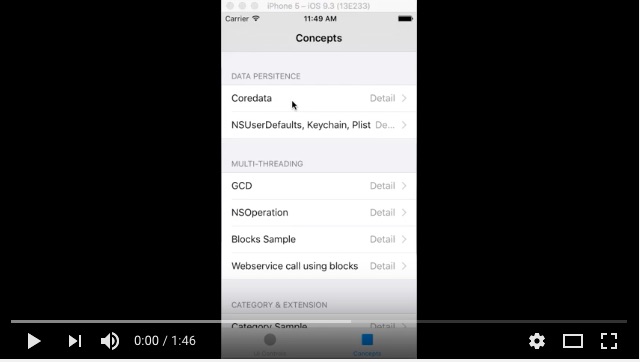 iPhone 5 – iOS 9.3 (13E233)
Carrier 11:49 AM
Concepts
DATA PERSITENCE
Coredata Detail
NSUserDefaults, Keychain, Plist De...
MULTI-THREADING
GCD Detail
NSOperation Detail
Blocks Sample Detail
Webservice call using blocks Detail
CATEGORY & EXTENSION
Category Sample Detail
Concepts
0:00 / 1:46